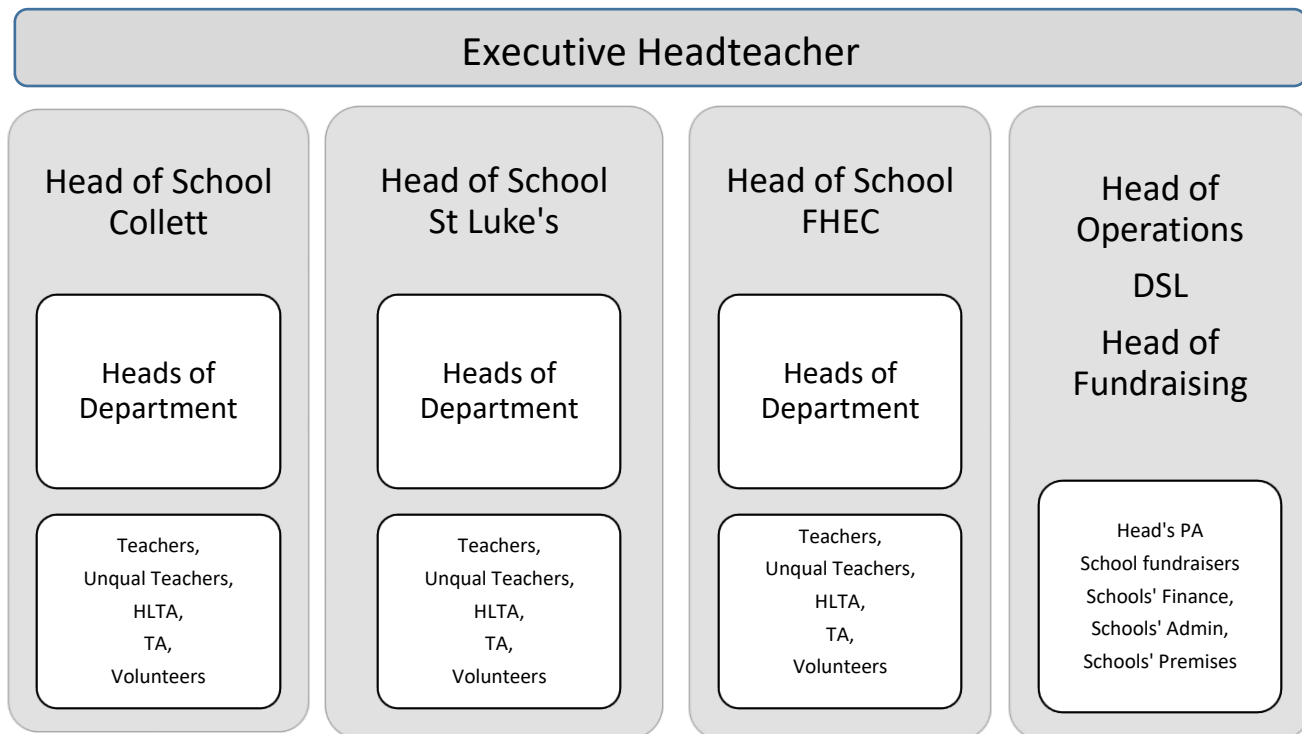 Executive Headteacher
Head of School
Collett
Heads of
Department
Teachers,
Unqual Teachers,
HLTA,
TA,
Volunteers
Head of School
St Luke's
Heads of
Department
Teachers,
Unqual Teachers,
HLTA,
TA,
Volunteers
Head of School
FHEC
Heads of
Department
Teachers,
Unqual Teachers,
HLTA,
TA,
Volunteers
Head of
Operations
DSL
Head of
Fundraising
Head's PA
School fundraisers
Schools' Finance,
Schools' Admin,
Schools' Premises